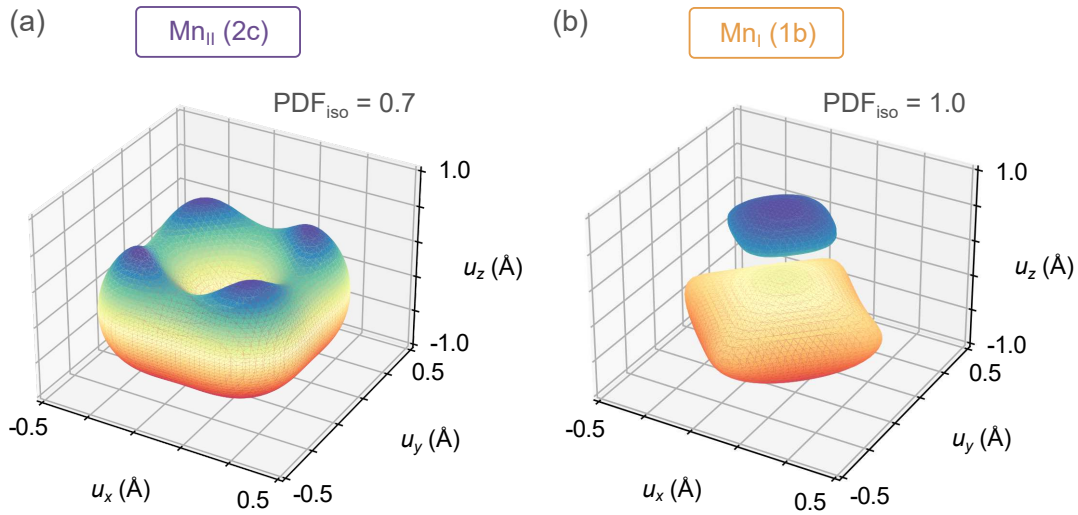 (a)
Mn_II (2c)
PDF_iso = 0.7
1.0
u_z (Å)
-1.0
0.5
u_y (Å)
-0.5
-0.5
u_x (Å)
0.5
(b)
Mn_I (1b)
PDF_iso = 1.0
1.0
u_z (Å)
-1.0
0.5
u_y (Å)
-0.5
-0.5
u_x (Å)
0.5